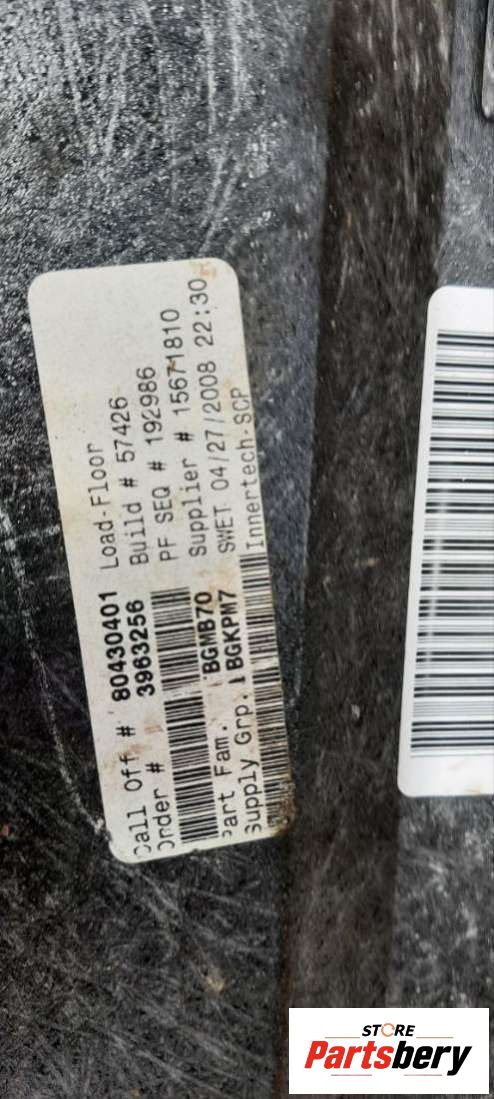 Call Off # 80430401 Load-Floor
Order # 3963256 Build # 57426
PF SEQ # 192986
Supplier # 15671810
Part Fam. BGMB70 SWET 04/27/2008 22:30
Supply Grp. BGKPM7 Innertech-SCP
STORE
Partsbery